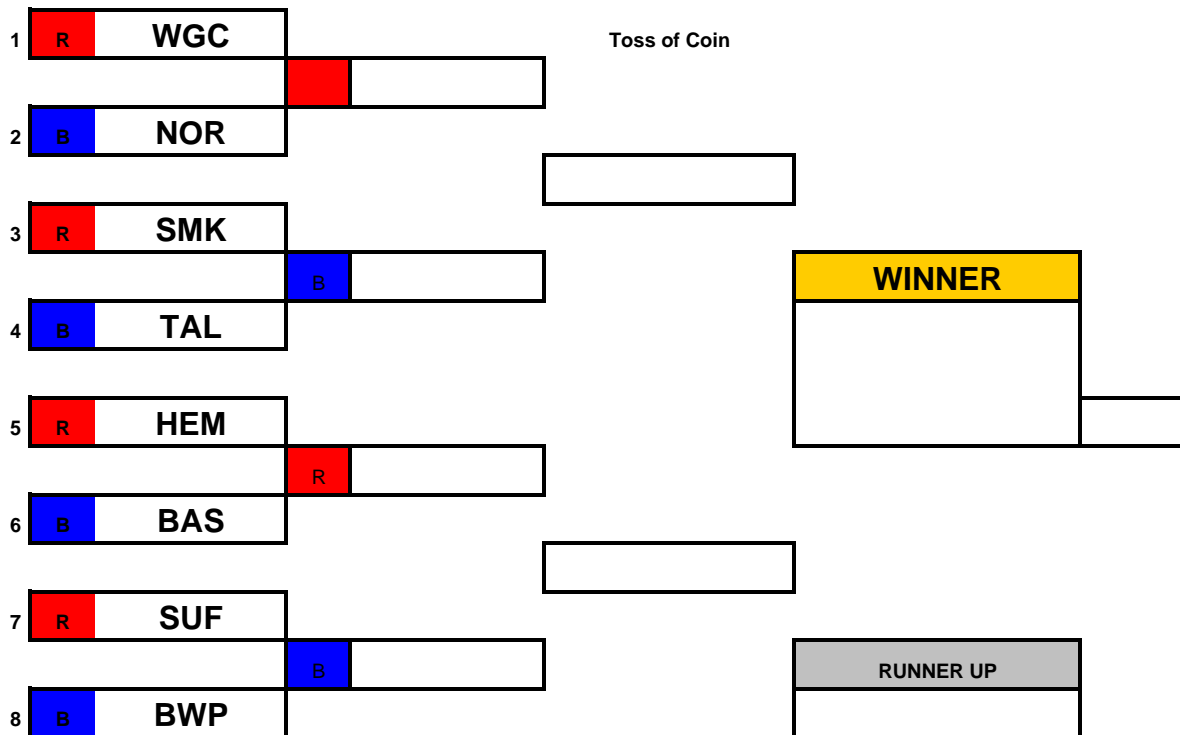 1 R WGC Toss of Coin
2 B NOR
3 R SMK
B WINNER
4 B TAL
5 R HEM
R
6 B BAS
7 R SUF
B RUNNER UP
8 B BWP